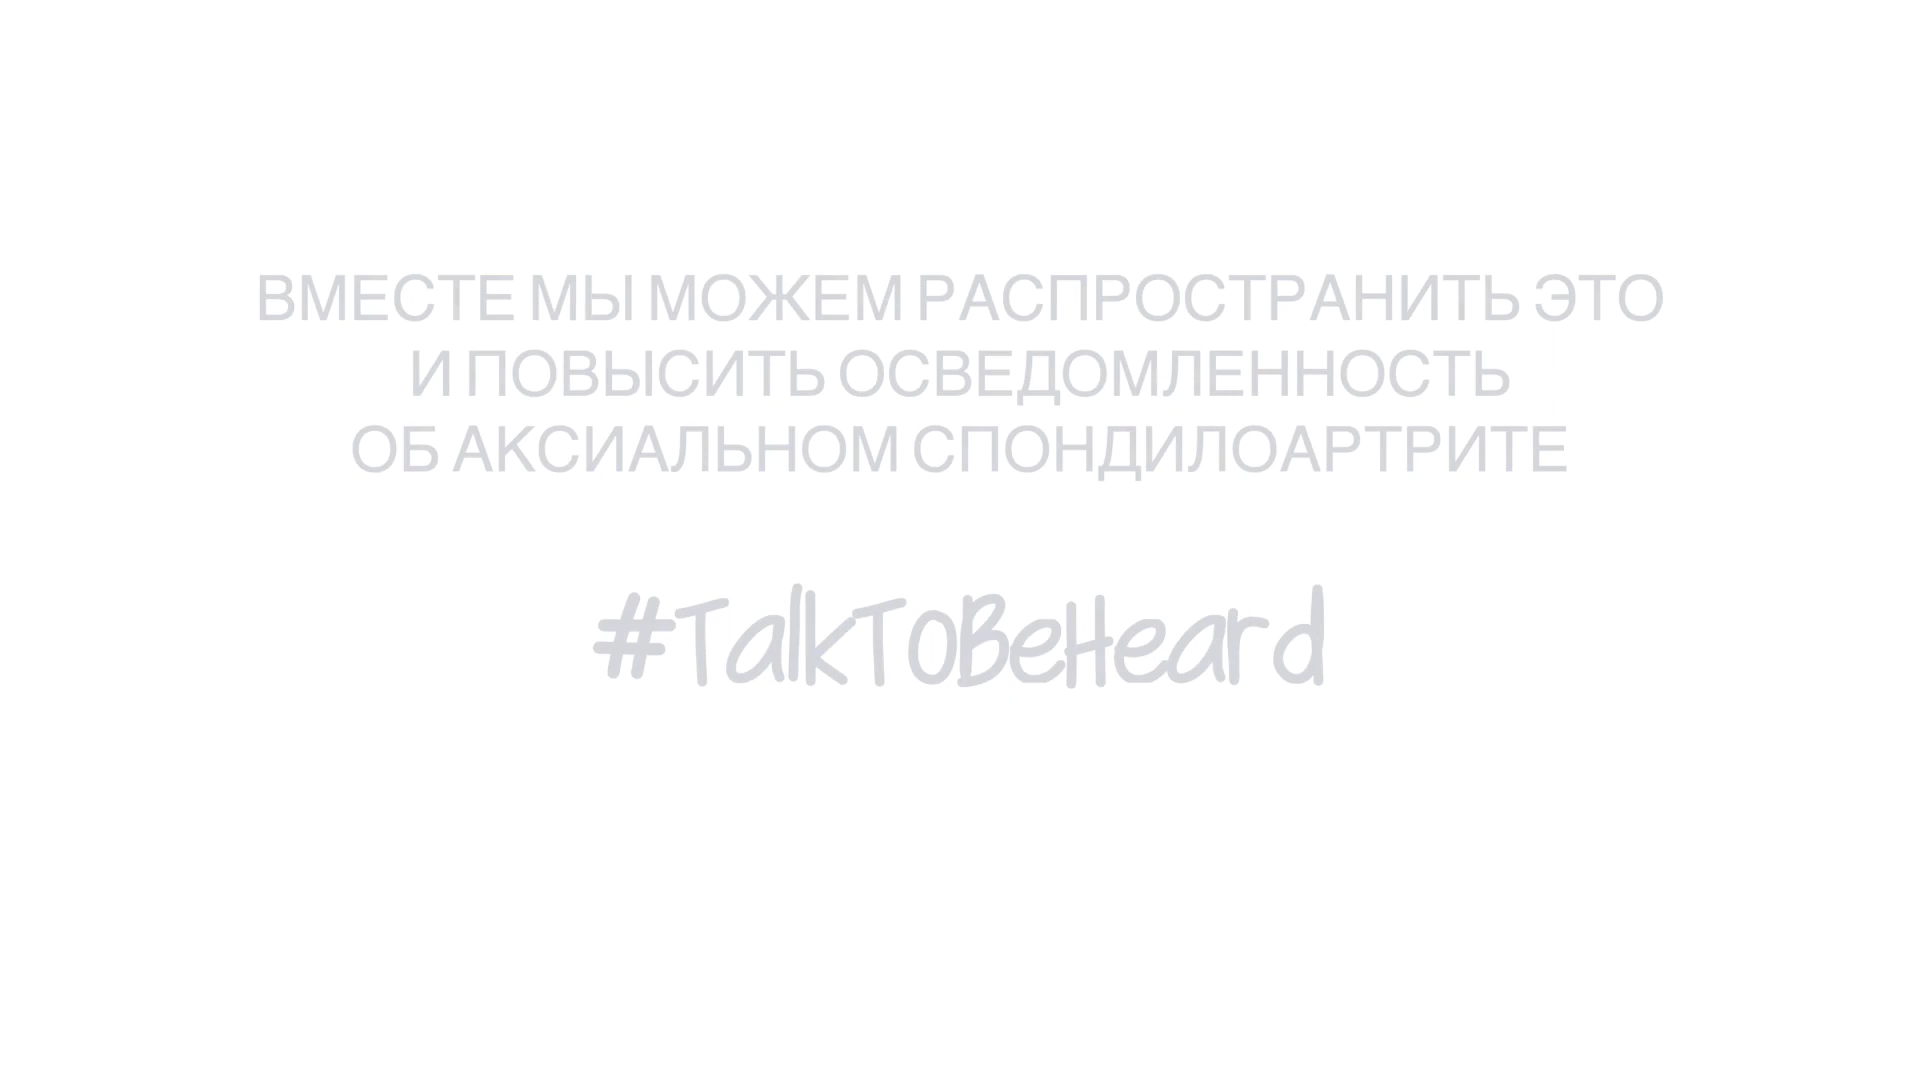 ВМЕСТЕ МЫ МОЖЕМ РАСПРОСТРАНИТЬ ЭТО
И ПОВЫСИТЬ ОСВЕДОМЛЕННОСТЬ
ОБ АКСИАЛЬНОМ СПОНДИЛОАРТРИТЕ
#TalkToBeHeard